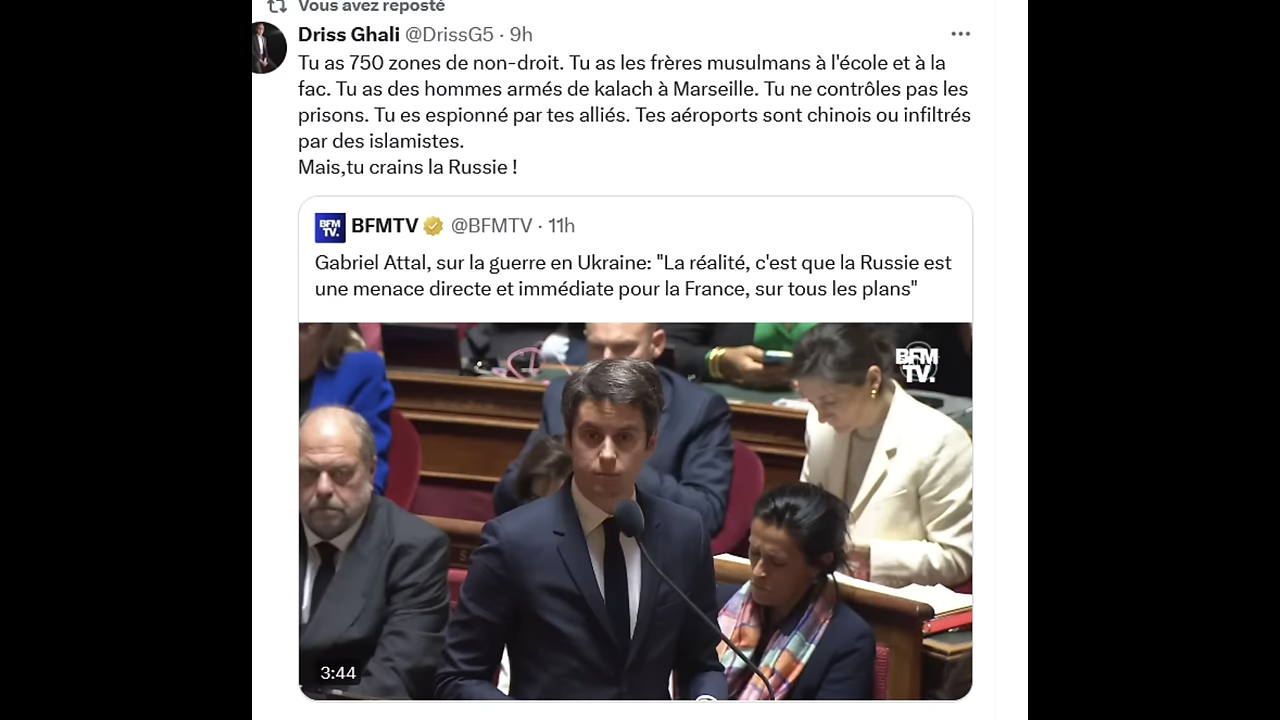 Vous avez reposté
Driss Ghali @DrissG5 · 9h
Tu as 750 zones de non-droit. Tu as les frères musulmans à l'école et à la
fac. Tu as des hommes armés de kalach à Marseille. Tu ne contrôles pas les
prisons. Tu es espionné par tes alliés. Tes aéroports sont chinois ou infiltrés
par des islamistes.
Mais,tu crains la Russie !
BFM
TV.
BFMTV @BFMTV · 11h
Gabriel Attal, sur la guerre en Ukraine: "La réalité, c'est que la Russie est
une menace directe et immédiate pour la France, sur tous les plans"
BFM
TV.
3:44